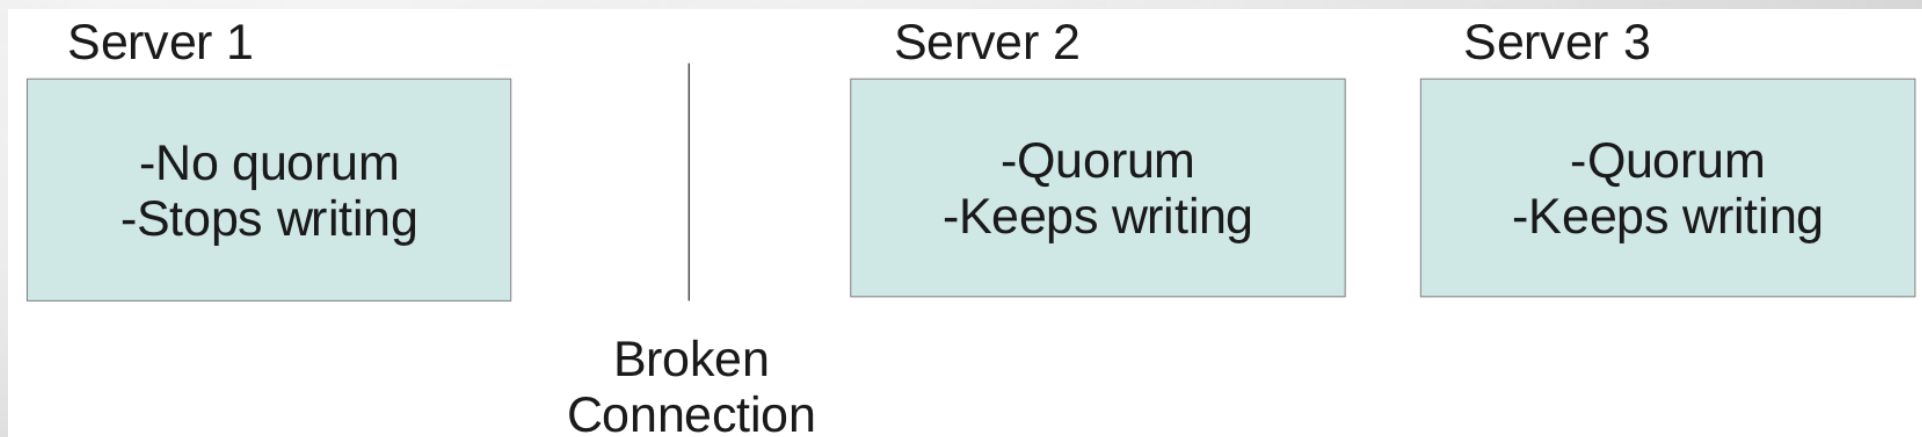 Server 1
-No quorum
-Stops writing
Broken
Connection
Server 2
-Quorum
-Keeps writing
Server 3
-Quorum
-Keeps writing